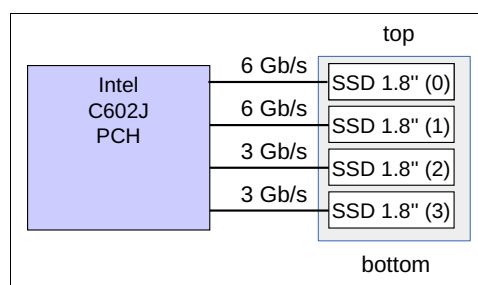 top
Intel
C602J
PCH
6 Gb/s
SSD 1.8" (0)
6 Gb/s
SSD 1.8" (1)
3 Gb/s
SSD 1.8" (2)
3 Gb/s
SSD 1.8" (3)
bottom